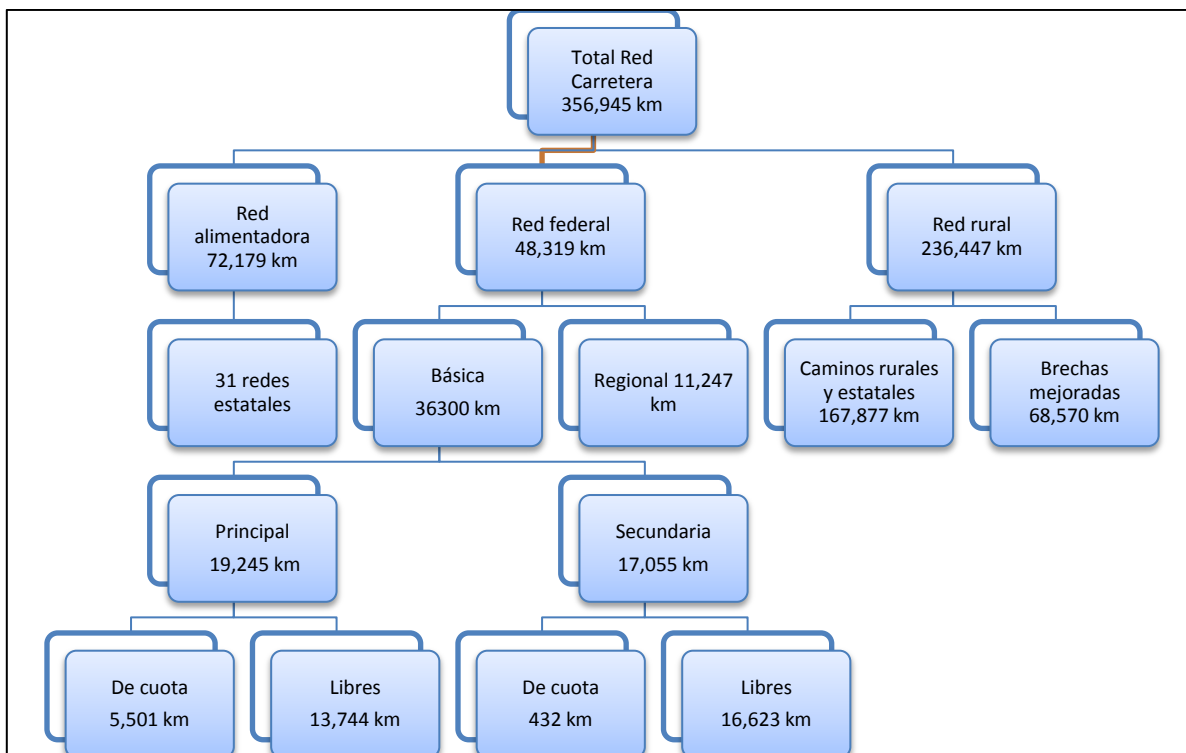 Total Red
Carretera
356,945 km
Red
alimentadora
72,179 km
Red federal
48,319 km
Red rural
236,447 km
31 redes
estatales
Básica
36300 km
Regional 11,247
km
Caminos rurales
y estatales
167,877 km
Brechas
mejoradas
68,570 km
Principal
19,245 km
Secundaria
17,055 km
De cuota
5,501 km
Libres
13,744 km
De cuota
432 km
Libres
16,623 km